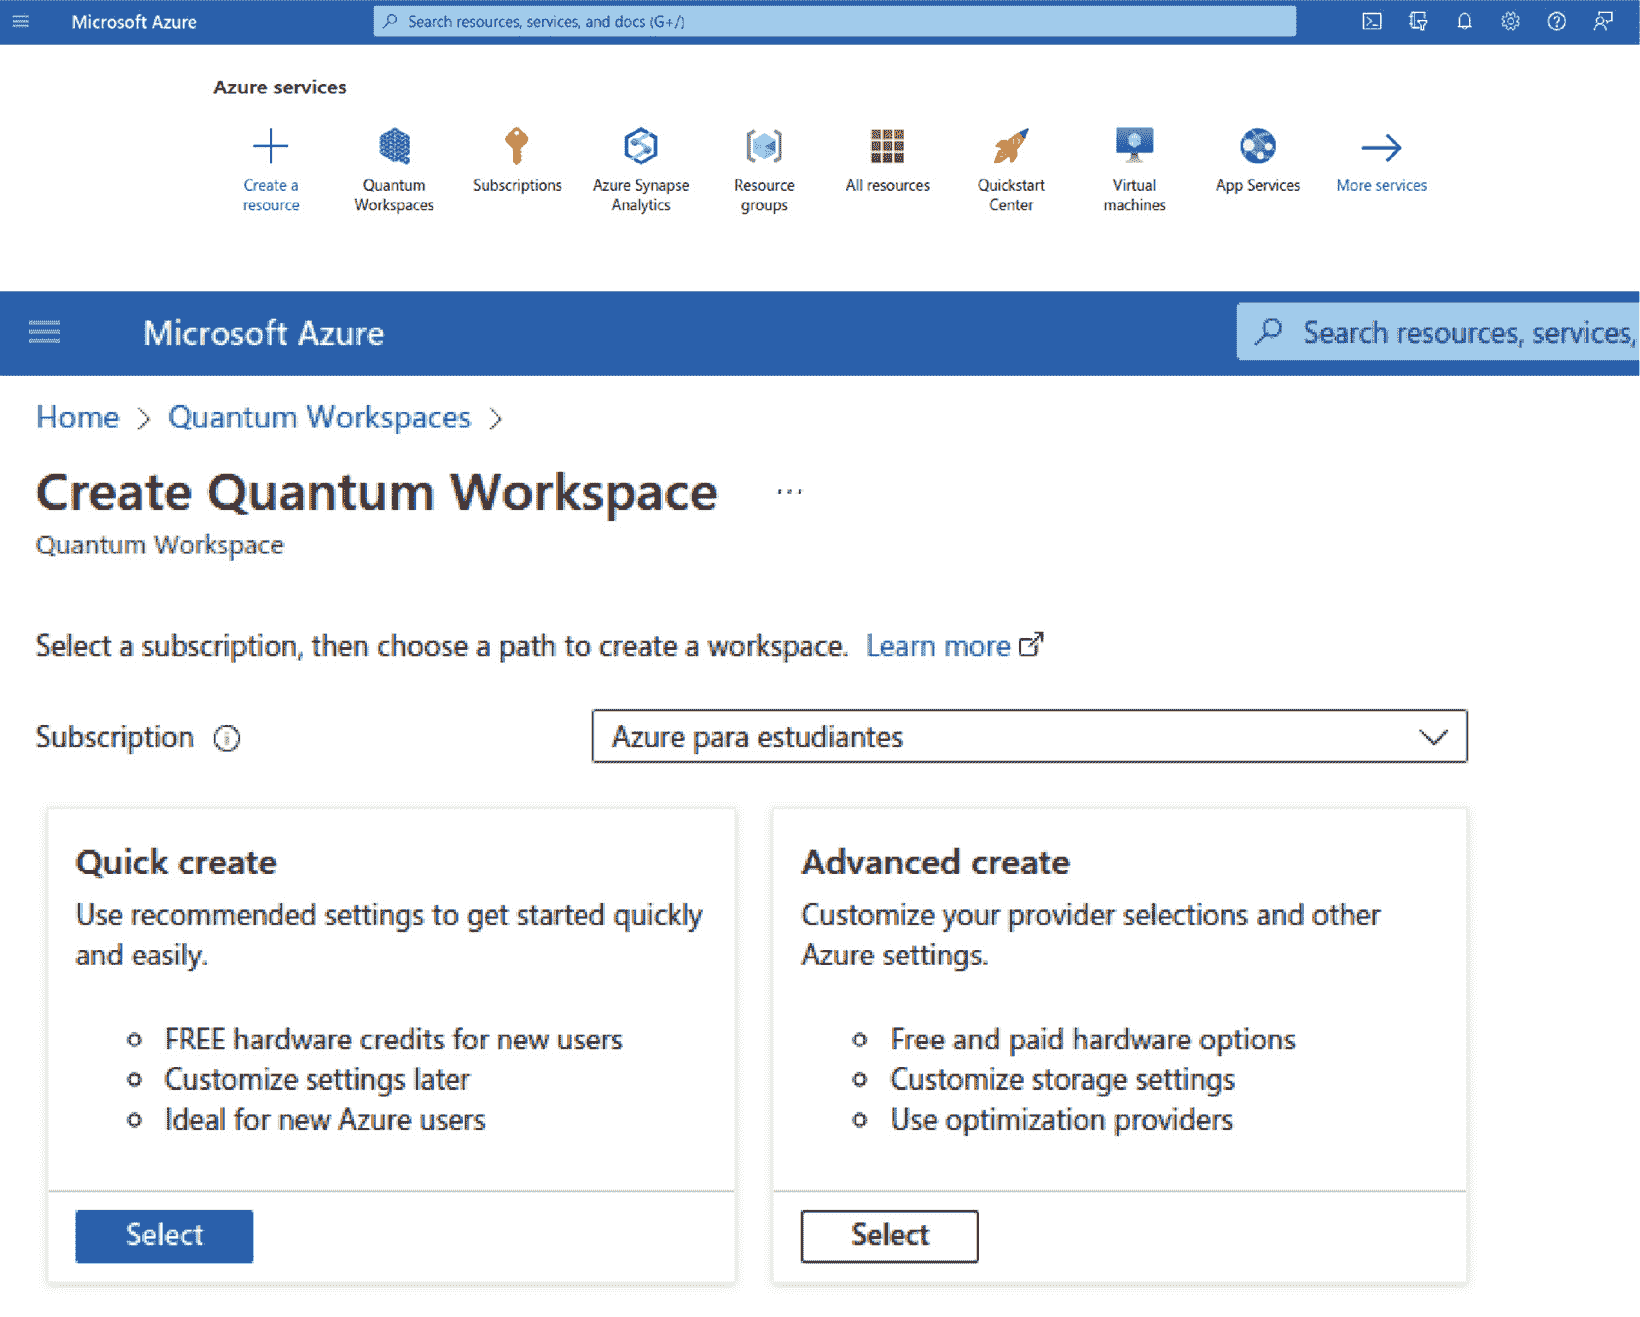 Microsoft Azure
Search resources, services, and docs (G+/)
Azure services
Create a
resource
Quantum
Workspaces
Subscriptions
Azure Synapse
Analytics
Resource
groups
All resources
Quickstart
Center
Virtual
machines
App Services
More services
Microsoft Azure
Search resources, services,
Home > Quantum Workspaces >
Create Quantum Workspace ...
Quantum Workspace
Select a subscription, then choose a path to create a workspace. Learn more
Subscription
Azure para estudiantes
Quick create
Use recommended settings to get started quickly
and easily.
FREE hardware credits for new users
Customize settings later
Ideal for new Azure users
Select
Advanced create
Customize your provider selections and other
Azure settings.
Free and paid hardware options
Customize storage settings
Use optimization providers
Select